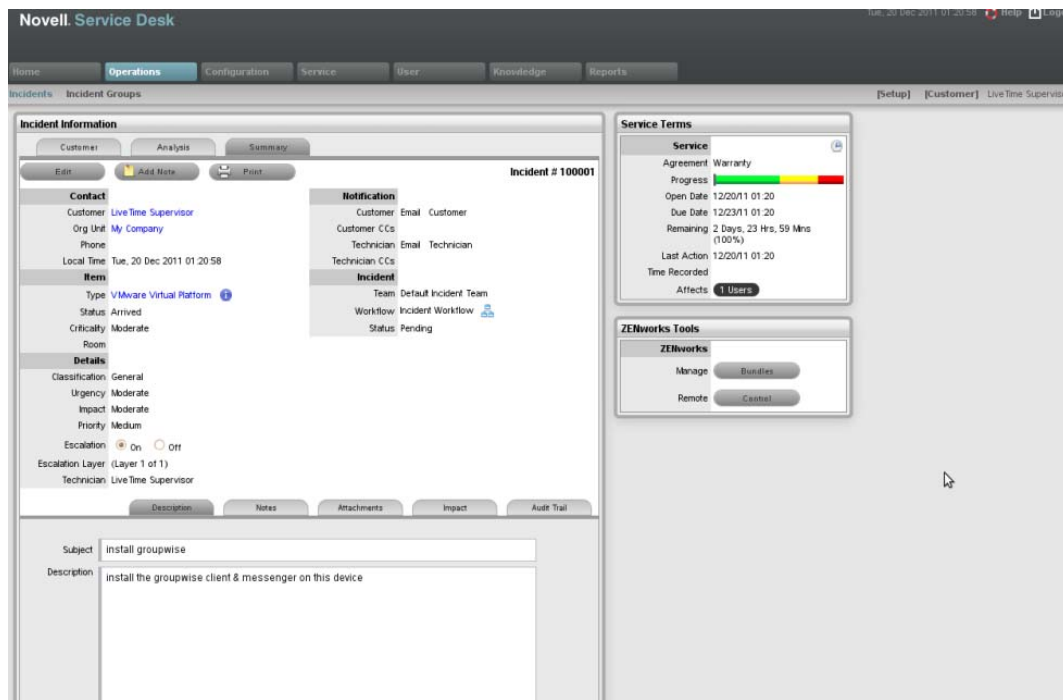 Novell. Service Desk
Tue, 20 Dec 2011 01:20:58 Help
Home Operations Configuration Service User Knowledge Reports
Incidents Incident Groups [Setup] [Customer] LiveTime Supervis
Incident Information
Customer Analysis Summary
Edit Add Note Print Incident # 100001
Contact
Customer LiveTime Supervisor
Org Unit My Company
Phone
Local Time Tue, 20 Dec 2011 01:20:58
Item
Type VMware Virtual Platform
Status Arrived
Criticality Moderate
Room
Details
Classification General
Urgency Moderate
Impact Moderate
Priority Medium
Escalation On Off
Escalation Layer (Layer 1 of 1)
Technician LiveTime Supervisor
Notification
Customer Email Customer
Customer CCs
Technician Email Technician
Technician CCs
Incident
Team Default Incident Team
Workflow Incident Workflow
Status Pending
Description Notes Attachments Impact Audit Trail
Subject install groupwise
Description install the groupwise client & messenger on this device
Service Terms
Service
Agreement Warranty
Progress
Open Date 12/20/11 01:20
Due Date 12/23/11 01:20
Remaining 2 Days, 23 Hrs, 59 Mins
(100%)
Last Action 12/20/11 01:20
Time Recorded
Affects 1 Users
ZENworks Tools
ZENworks
Manage Bundles
Remote Control